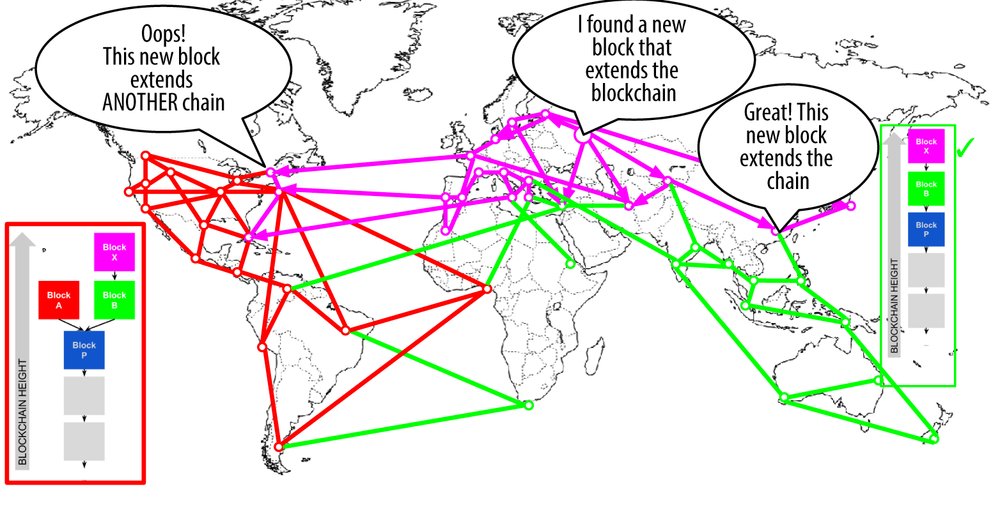 Oops!
This new block
extends
ANOTHER chain
I found a new
block that
extends the
blockchain
Great! This
new block
extends the
chain
BLOCKCHAIN HEIGHT
Block
X
Block
A
Block
B
Block
P
BLOCKCHAIN HEIGHT
Block
X
Block
B
Block
P